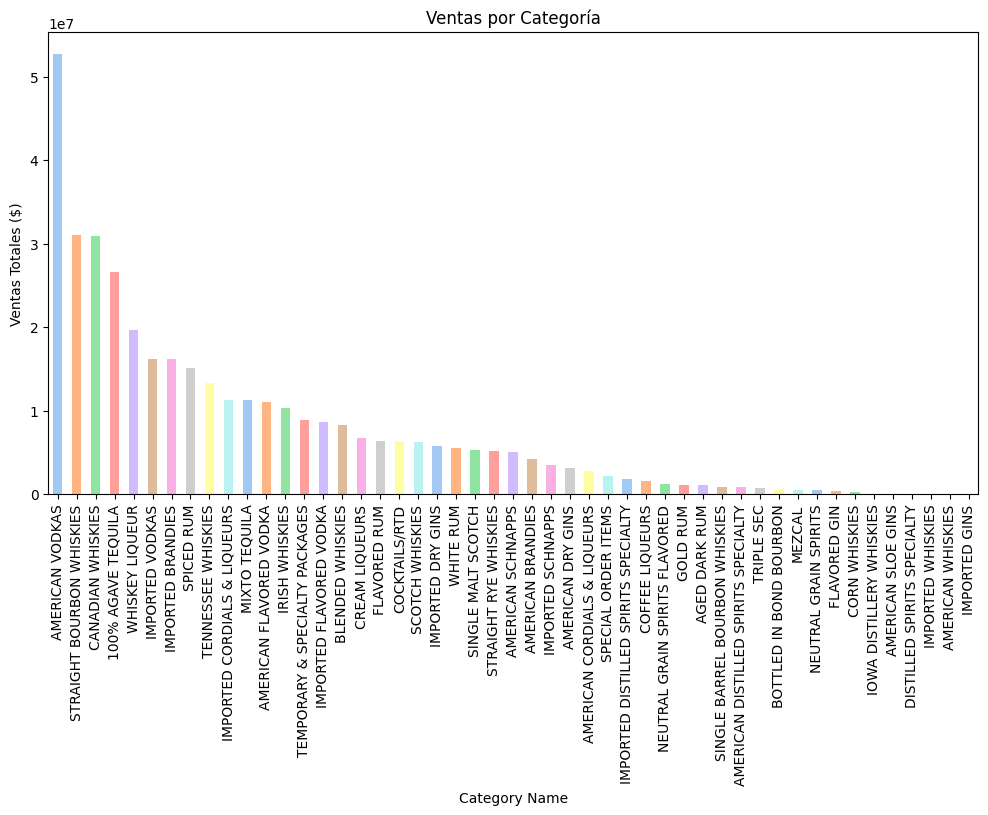 Ventas por Categoría
1e7
5
4
3
2
1
0
Ventas Totales ($)
AMERICAN VODKAS
STRAIGHT BOURBON WHISKIES
CANADIAN WHISKIES
100% AGAVE TEQUILA
WHISKEY LIQUEUR
IMPORTED VODKAS
IMPORTED BRANDIES
SPICED RUM
TENNESSEE WHISKIES
IMPORTED CORDIALS & LIQUEURS
MIXTO TEQUILA
AMERICAN FLAVORED VODKA
IRISH WHISKIES
TEMPORARY & SPECIALTY PACKAGES
IMPORTED FLAVORED VODKA
BLENDED WHISKIES
CREAM LIQUEURS
FLAVORED RUM
COCKTAILS/RTD
SCOTCH WHISKIES
IMPORTED DRY GINS
WHITE RUM
SINGLE MALT SCOTCH
STRAIGHT RYE WHISKIES
AMERICAN SCHNAPPS
AMERICAN BRANDIES
IMPORTED SCHNAPPS
AMERICAN DRY GINS
AMERICAN CORDIALS & LIQUEURS
SPECIAL ORDER ITEMS
IMPORTED DISTILLED SPIRITS SPECIALTY
COFFEE LIQUEURS
NEUTRAL GRAIN SPIRITS FLAVORED
GOLD RUM
AGED DARK RUM
SINGLE BARREL BOURBON WHISKIES
AMERICAN DISTILLED SPIRITS SPECIALTY
TRIPLE SEC
BOTTLED IN BOND BOURBON
MEZCAL
NEUTRAL GRAIN SPIRITS
FLAVORED GIN
CORN WHISKIES
IOWA DISTILLERY WHISKIES
AMERICAN SLOE GINS
DISTILLED SPIRITS SPECIALTY
IMPORTED WHISKIES
AMERICAN WHISKIES
IMPORTED GINS
Category Name